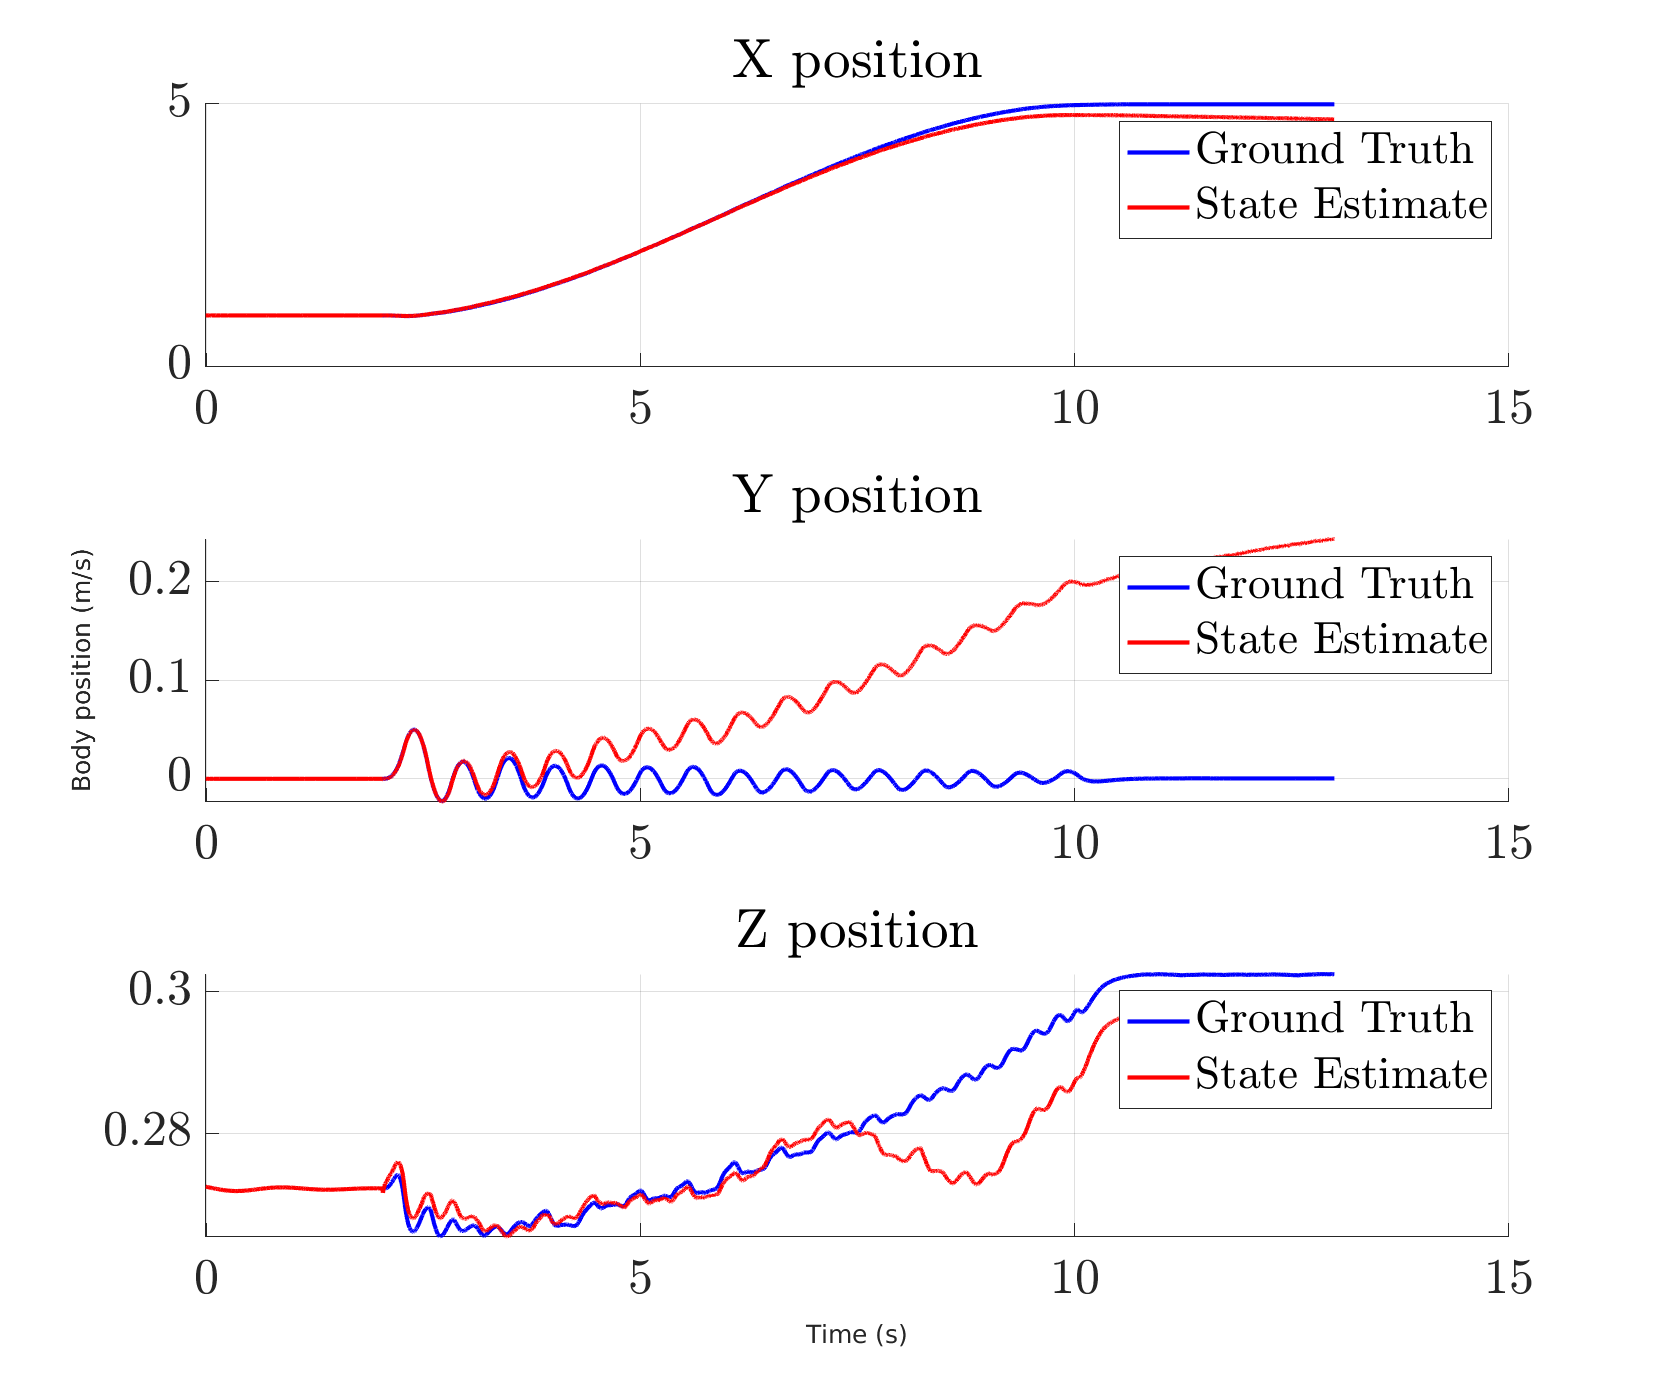 X position
5
0
0 5 10 15
Ground Truth
State Estimate
Y position
Body position (m/s)
0.2
0.1
0
0 5 10 15
Ground Truth
State Estimate
Z position
0.3
0.28
0 5 10 15
Ground Truth
State Estimate
Time (s)